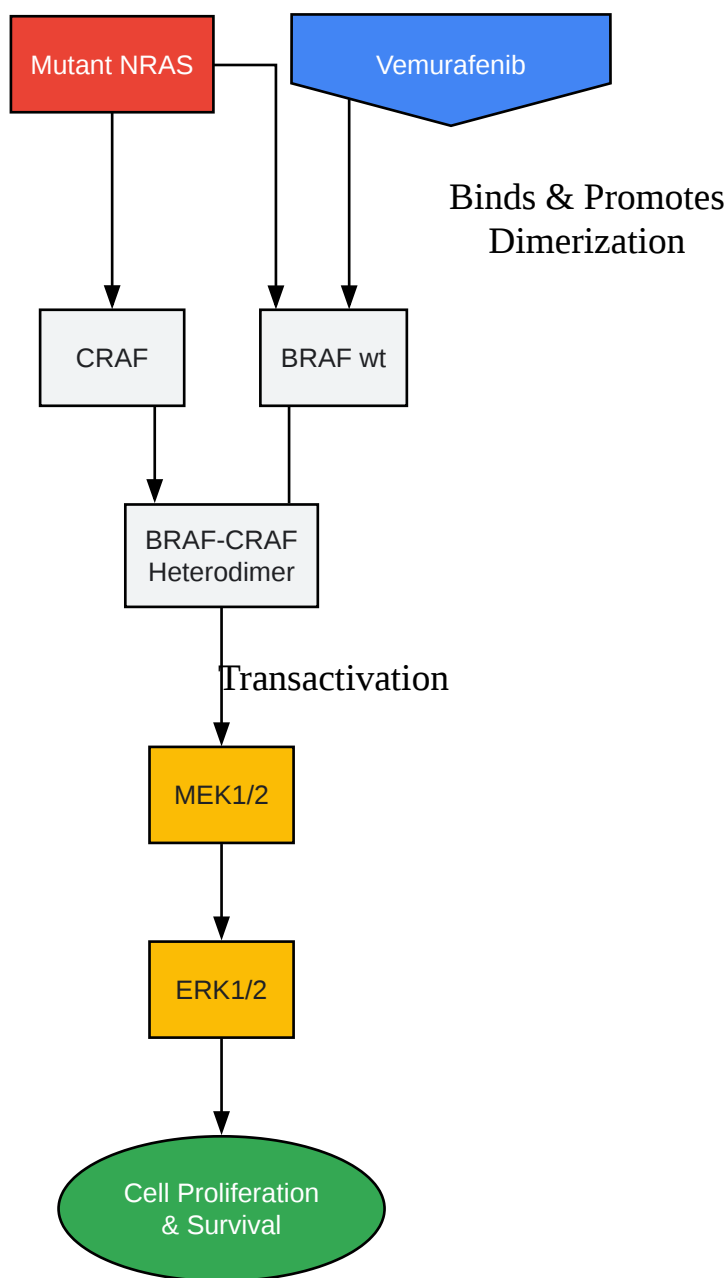 Mutant NRAS
Vemurafenib
Binds & Promotes
Dimerization
CRAF
BRAF wt
BRAF-CRAF
Heterodimer
Transactivation
MEK1/2
ERK1/2
Cell Proliferation
& Survival